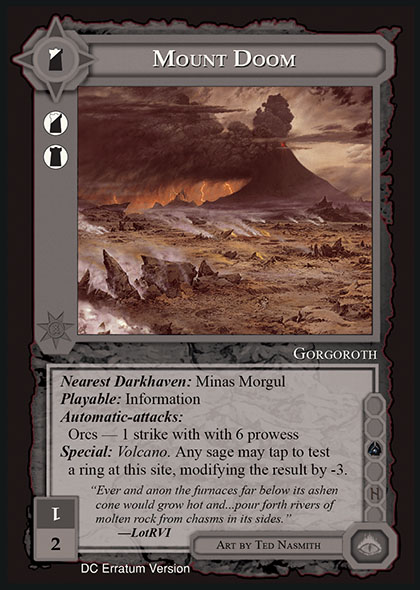 Mount Doom
Gorgoroth
Nearest Darkhaven: Minas Morgul
Playable: Information
Automatic-attacks:
Orcs — 1 strike with with 6 prowess
Special: Volcano. Any sage may tap to test
a ring at this site, modifying the result by -3.
“Ever and anon the furnaces far below its ashen
cone would grow hot and...pour forth rivers of
molten rock from chasms in its sides.”
—LotRVI
1
2
Art by Ted Nasmith
DC Erratum Version